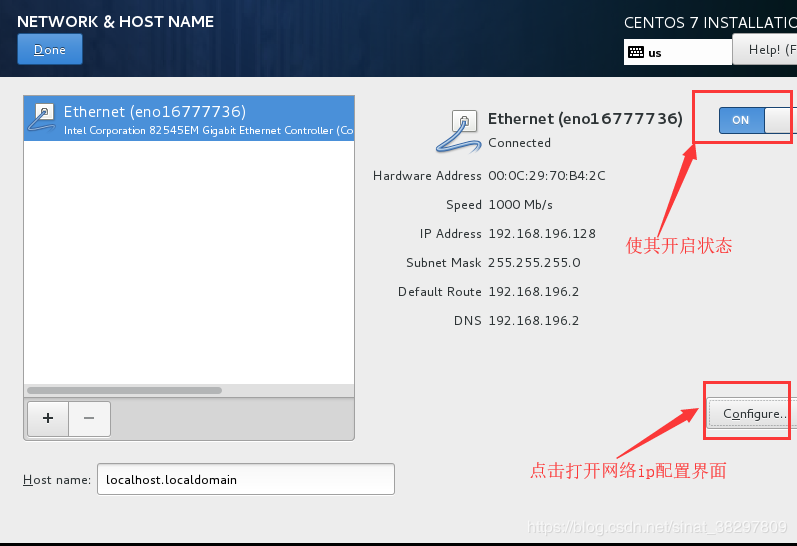 NETWORK & HOST NAME
CENTOS 7 INSTALLATIO
Done
us
Help! (F
Ethernet (eno16777736)
Intel Corporation 82545EM Gigabit Ethernet Controller (Co
Ethernet (eno16777736)
Connected
ON
Hardware Address 00:0C:29:70:B4:2C
Speed 1000 Mb/s
IP Address 192.168.196.128
Subnet Mask 255.255.255.0
Default Route 192.168.196.2
DNS 192.168.196.2
使其开启状态
+ −
Configure...
点击打开网络ip配置界面
Host name: localhost.localdomain
https://blog.csdn.net/sinat_38297809